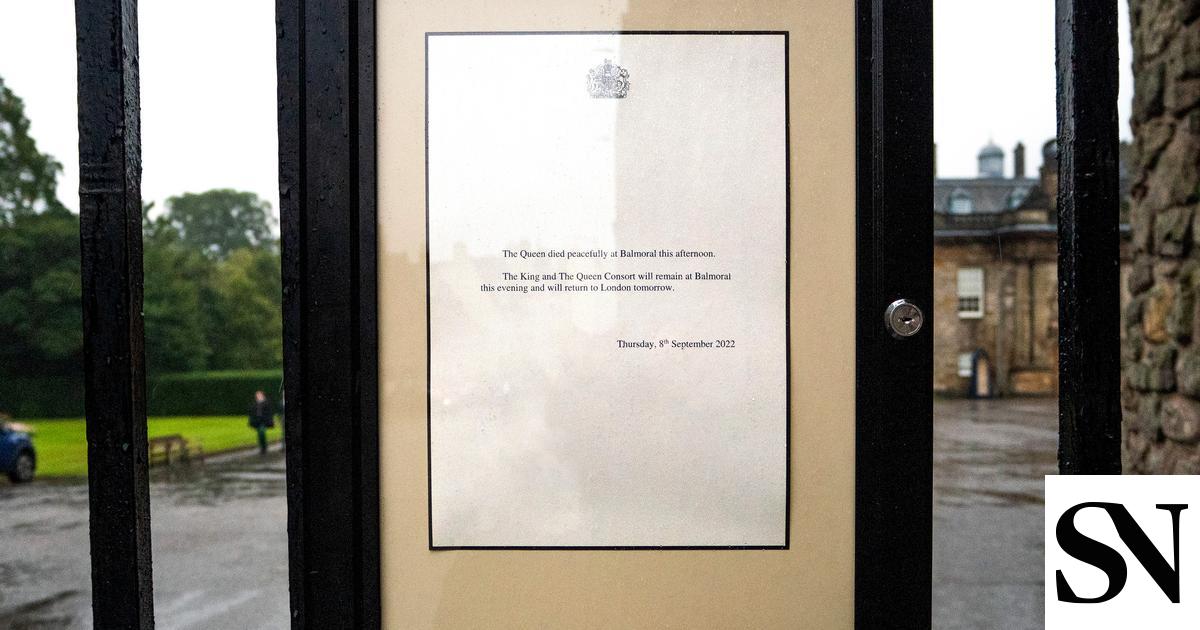 The Queen died peacefully at Balmoral this afternoon.
The King and The Queen Consort will remain at Balmoral
this evening and will return to London tomorrow.
Thursday, 8th September 2022
SN